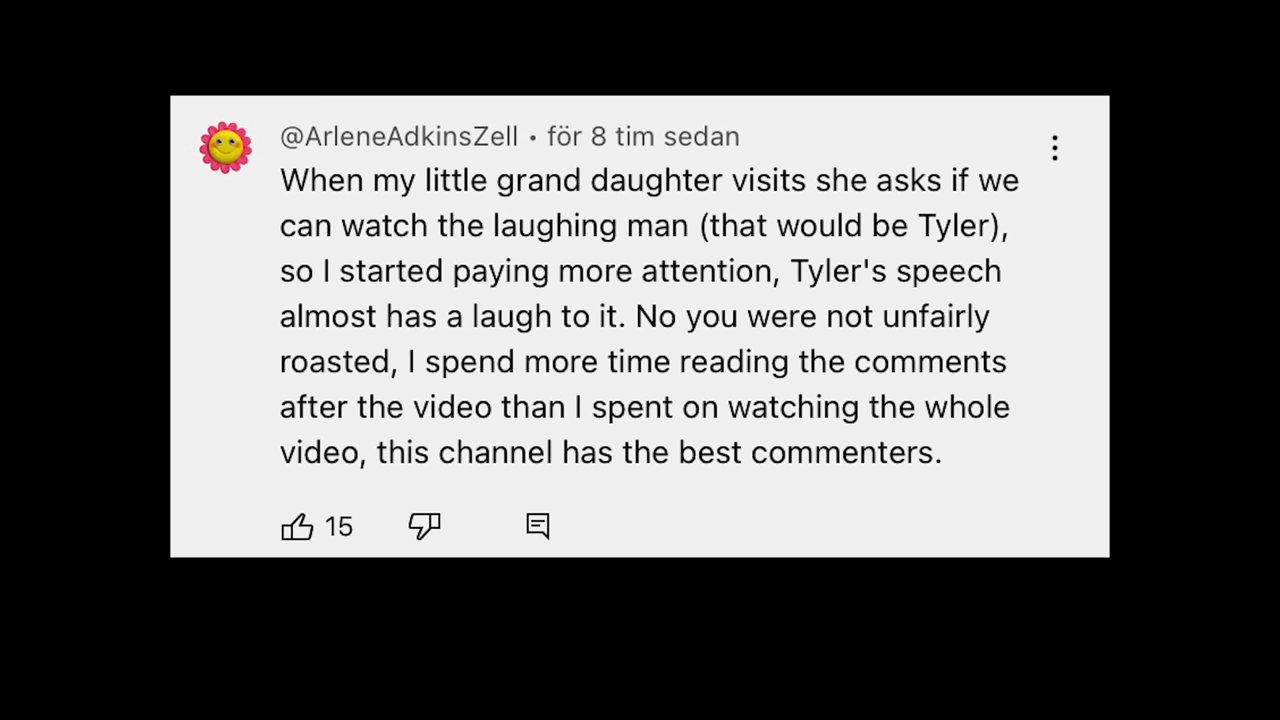 @ArleneAdkinsZell • för 8 tim sedan
When my little grand daughter visits she asks if we
can watch the laughing man (that would be Tyler),
so I started paying more attention, Tyler's speech
almost has a laugh to it. No you were not unfairly
roasted, I spend more time reading the comments
after the video than I spent on watching the whole
video, this channel has the best commenters.
15